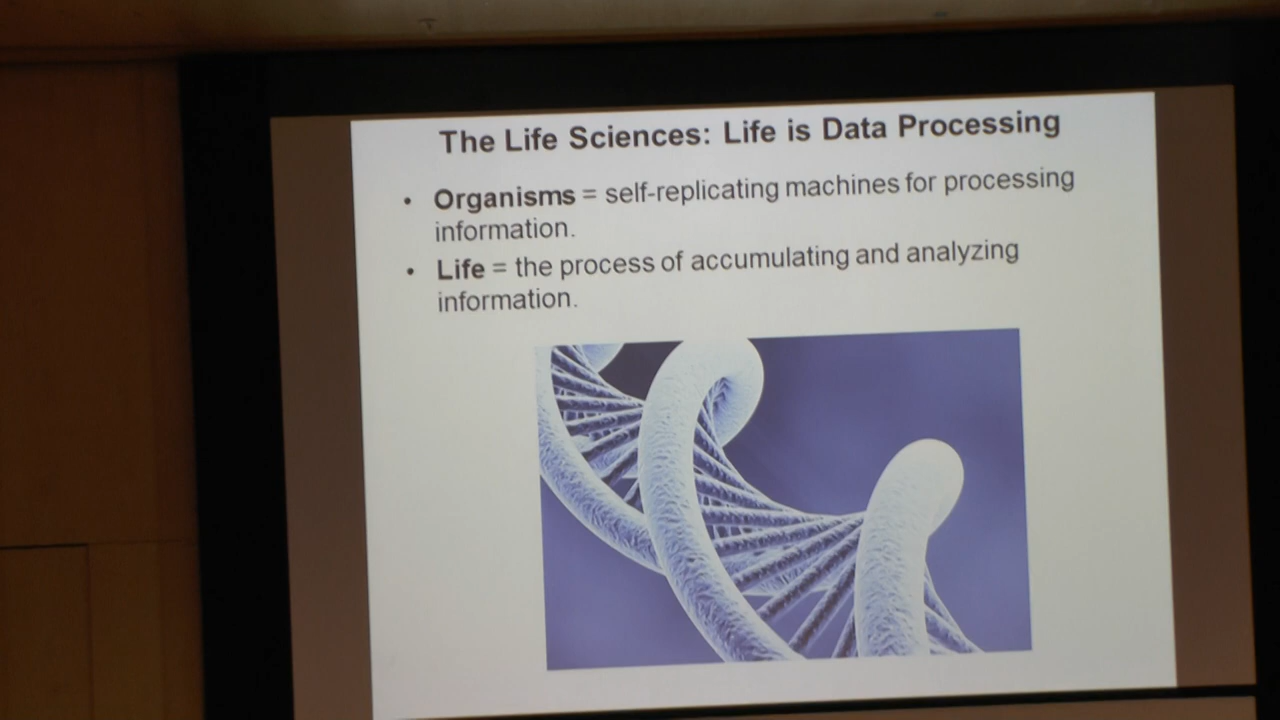 The Life Sciences: Life is Data Processing
• Organisms = self-replicating machines for processing
information.
• Life = the process of accumulating and analyzing
information.